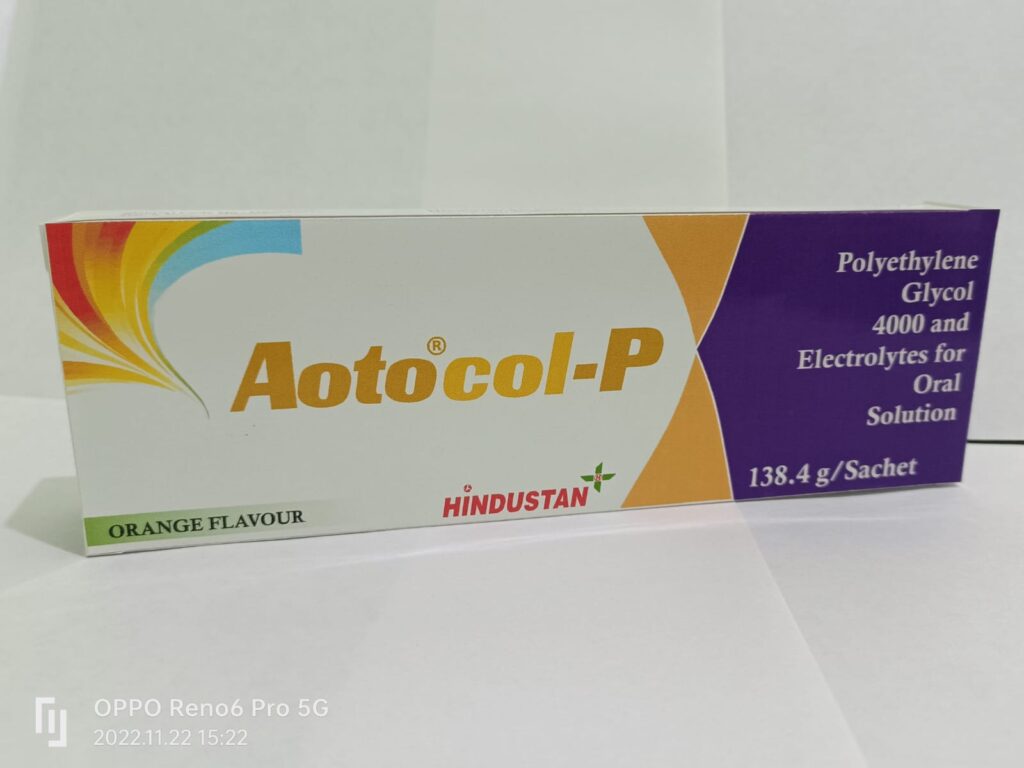 Aotocol-P
®
ORANGE FLAVOUR
HINDUSTAN
Polyethylene
Glycol
4000 and
Electrolytes for
Oral
Solution
138.4 g/Sachet
OPPO Reno6 Pro 5G
2022.11.22 15:22